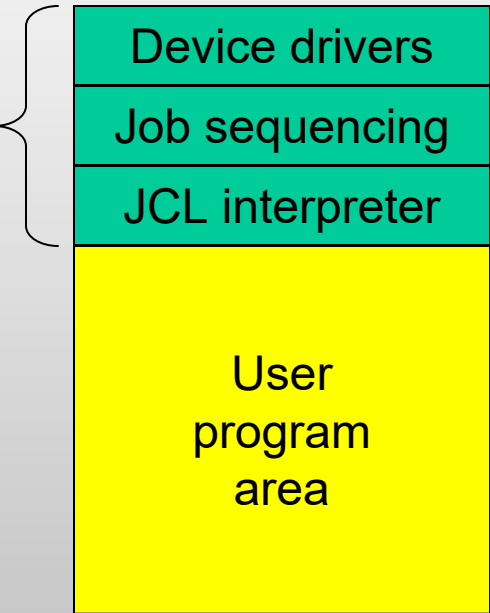 Device drivers
Job sequencing
JCL interpreter
User
program
area